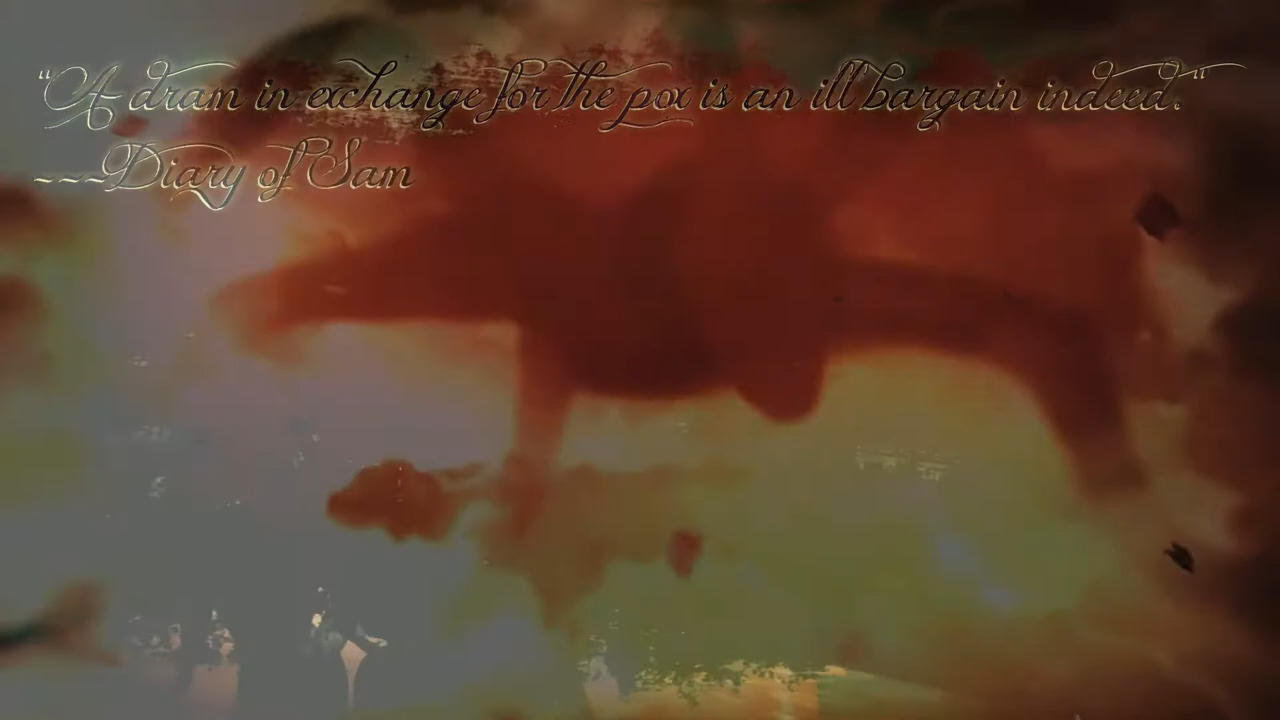 "A dram in exchange for the pox is an ill bargain indeed."
~~~Diary of Sam